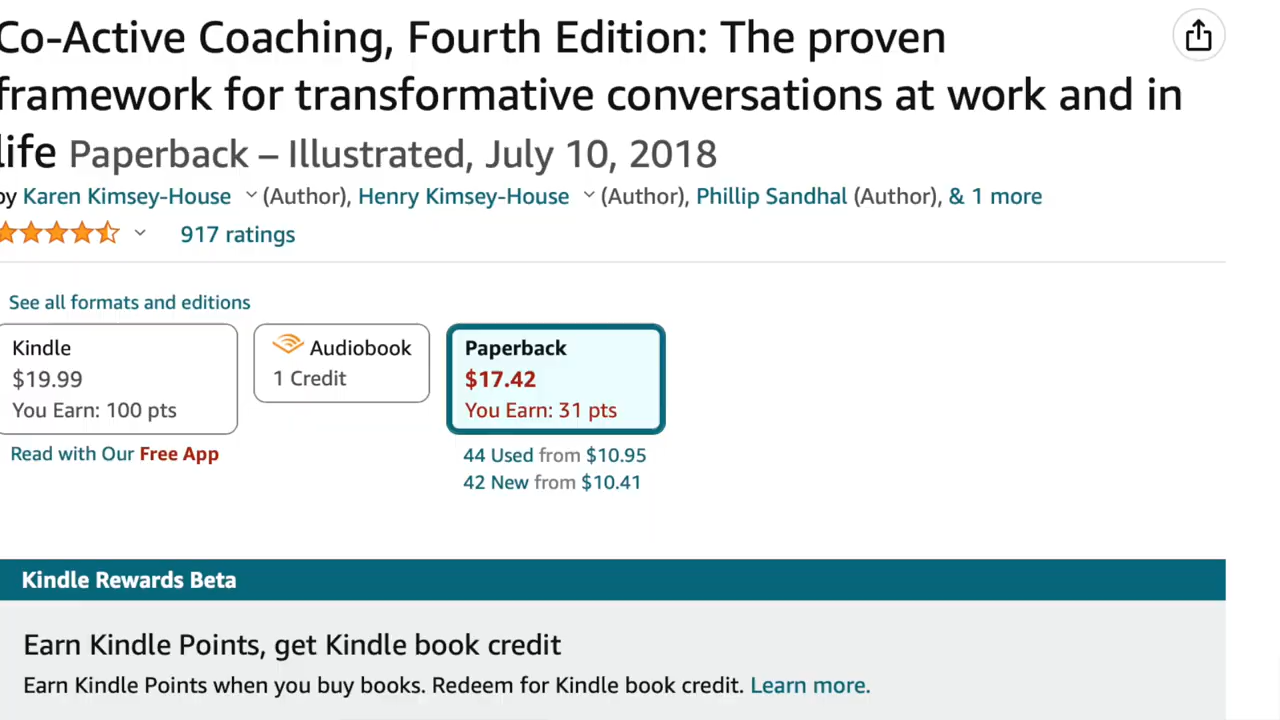 Co-Active Coaching, Fourth Edition: The proven
framework for transformative conversations at work and in
life Paperback – Illustrated, July 10, 2018
by Karen Kimsey-House (Author), Henry Kimsey-House (Author), Phillip Sandhal (Author), & 1 more
917 ratings
See all formats and editions
Kindle
$19.99
You Earn: 100 pts
Read with Our Free App
Audiobook
1 Credit
Paperback
$17.42
You Earn: 31 pts
44 Used from $10.95
42 New from $10.41
Kindle Rewards Beta
Earn Kindle Points, get Kindle book credit
Earn Kindle Points when you buy books. Redeem for Kindle book credit. Learn more.